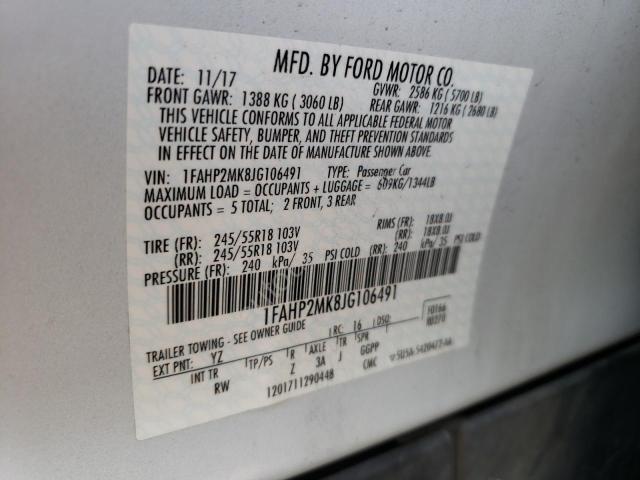 MFD. BY FORD MOTOR CO.
DATE: 11/17 GVWR: 2586 KG (5700 LB)
FRONT GAWR: 1388 KG (3060 LB) REAR GAWR: 1216 KG (2680 LB)
THIS VEHICLE CONFORMS TO ALL APPLICABLE FEDERAL MOTOR
VEHICLE SAFETY, BUMPER, AND THEFT PREVENTION STANDARDS
IN EFFECT ON THE DATE OF MANUFACTURE SHOWN ABOVE.
VIN: 1FAHP2MK8JG106491 TYPE: Passenger Car
MAXIMUM LOAD = OCCUPANTS + LUGGAGE = 609KG/1344LB
OCCUPANTS = 5 TOTAL; 2 FRONT, 3 REAR
TIRE (FR): 245/55R18 103V RIMS (FR): 18X8.0J
(RR): 245/55R18 103V (RR): 18X8.0J
PRESSURE (FR): 240 kPa/ 35 PSI COLD (RR): 240 kPa/ 35 PSI COLD
1FAHP2MK8JG106491
TRAILER TOWING - SEE OWNER GUIDE RC: 16 DSO: F0166
R0270
EXT PNT: YZ TP/PS R AXLE TR SPR
INT TR Z 3A J GGPP
RW 1201711290448 CMC